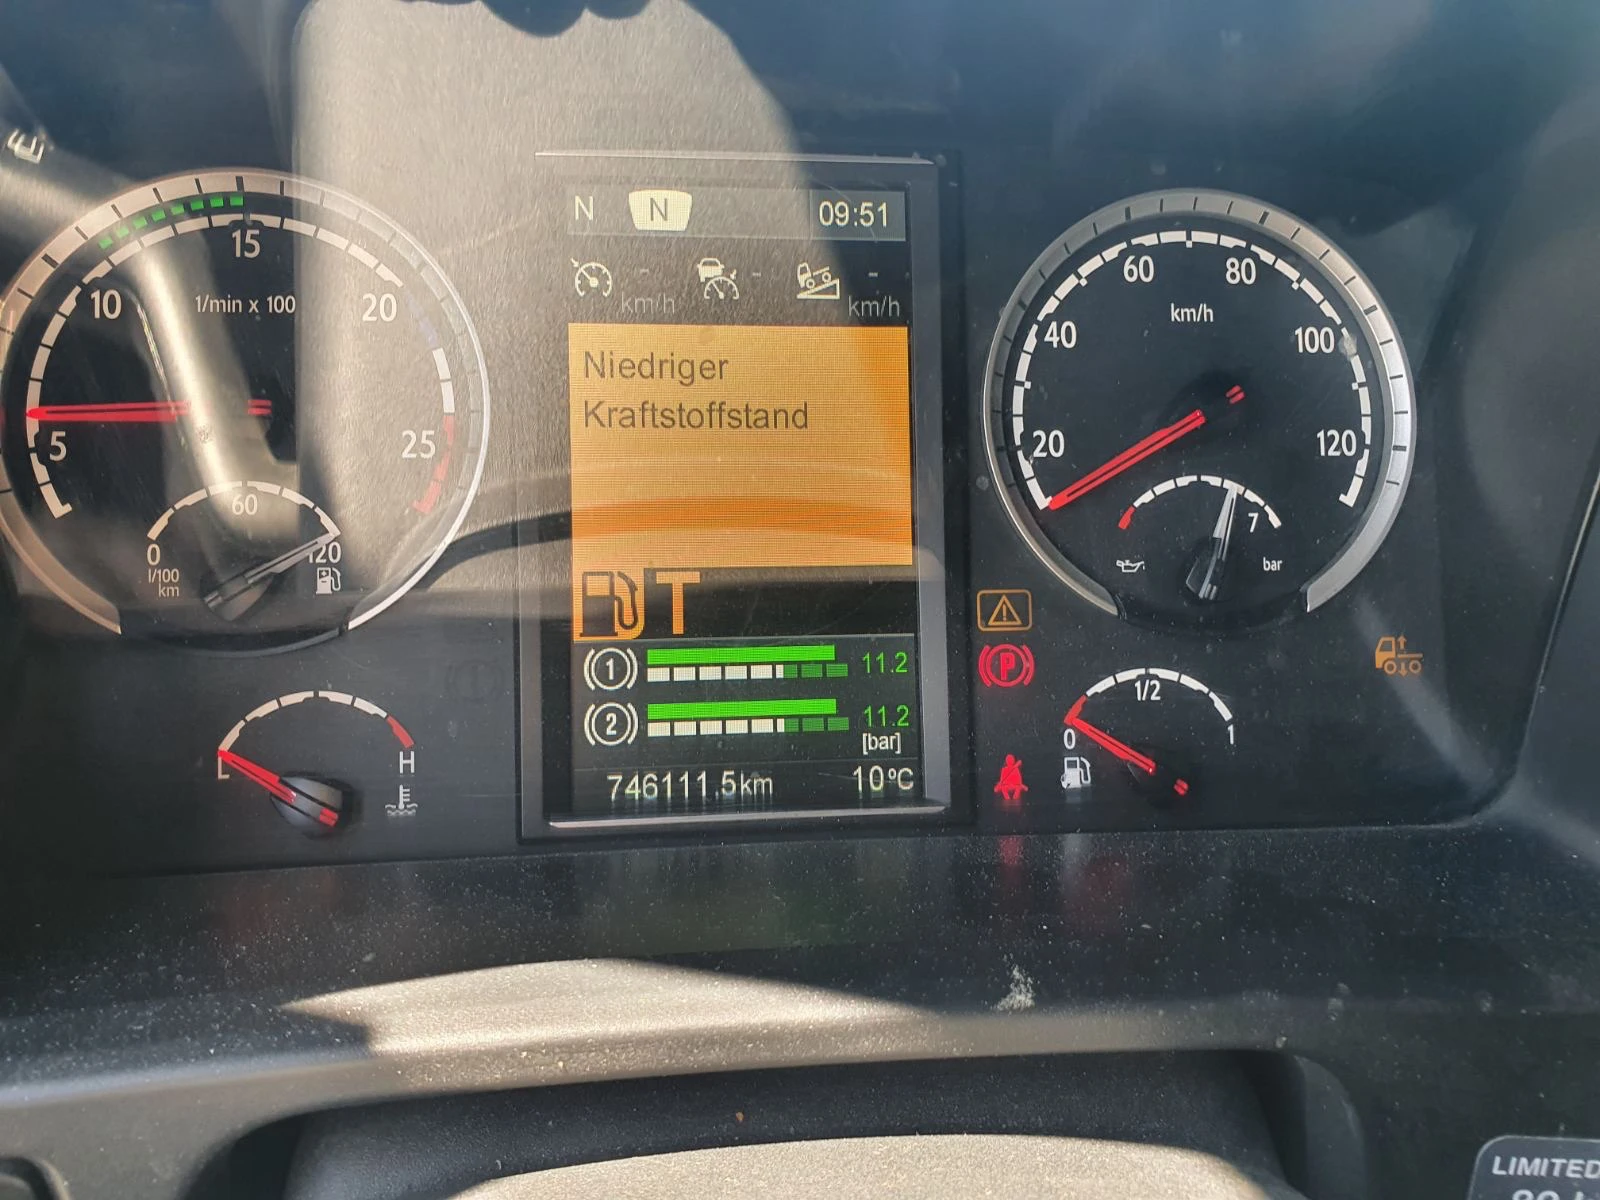 N N 09:51
- - -
km/h km/h
Niedriger
Kraftstoffstand
T
1 11.2
2 11.2
[bar]
746111.5km 10°C
5 10 15 20 25
1/min x 100
0 60 120
l/100
km
L H
20 40 60 80 100 120
km/h
7
bar
P
0 1/2 1
LIMITED